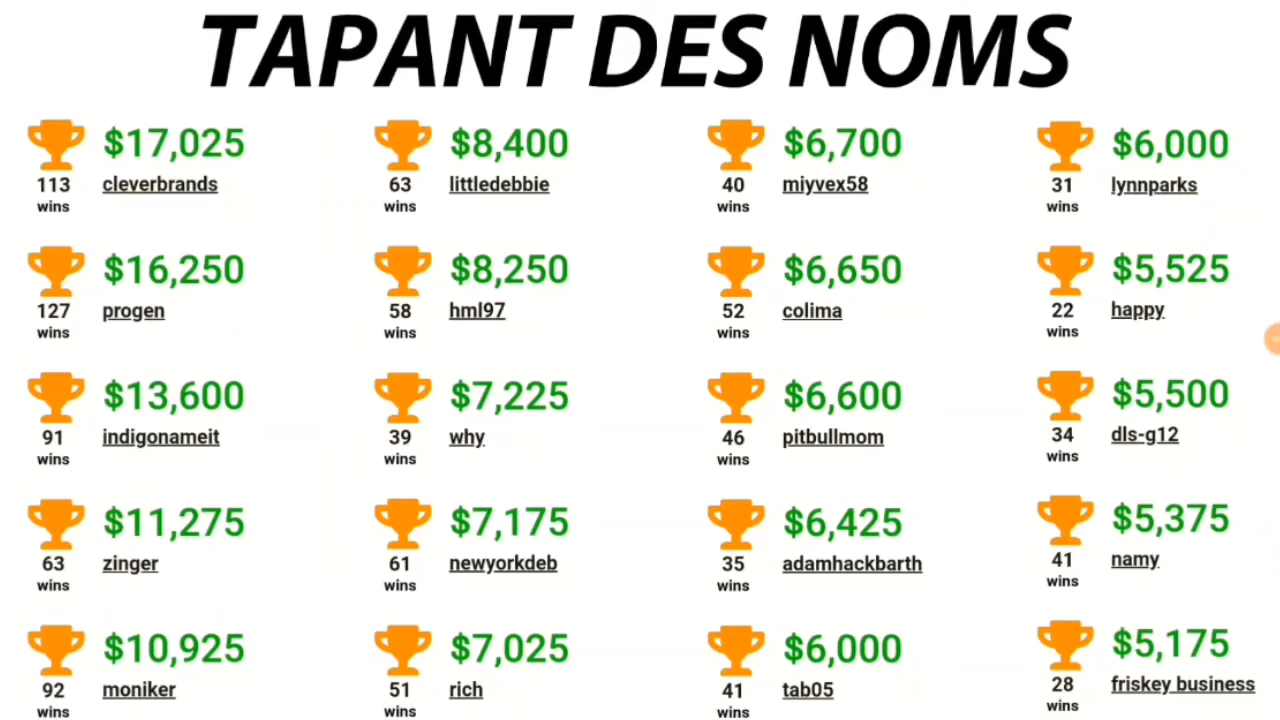 TAPANT DES NOMS
$17,025
113 cleverbrands
wins
$16,250
127 progen
wins
$13,600
91 indigonameit
wins
$11,275
63 zinger
wins
$10,925
92 moniker
wins
$8,400
63 littledebbie
wins
$8,250
58 hml97
wins
$7,225
39 why
wins
$7,175
61 newyorkdeb
wins
$7,025
51 rich
wins
$6,700
40 miyvex58
wins
$6,650
52 colima
wins
$6,600
46 pitbullmom
wins
$6,425
35 adamhackbarth
wins
$6,000
41 tab05
wins
$6,000
31 lynnparks
wins
$5,525
22 happy
wins
$5,500
34 dls-g12
wins
$5,375
41 namy
wins
$5,175
28 friskey business
wins